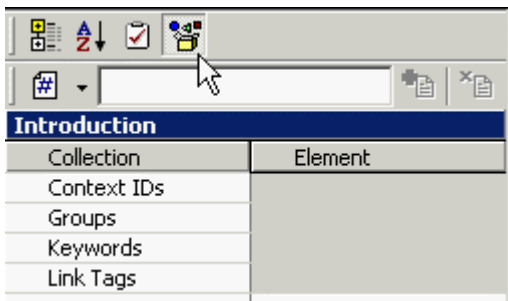 A
Z
#
Introduction
Collection Element
Context IDs
Groups
Keywords
Link Tags